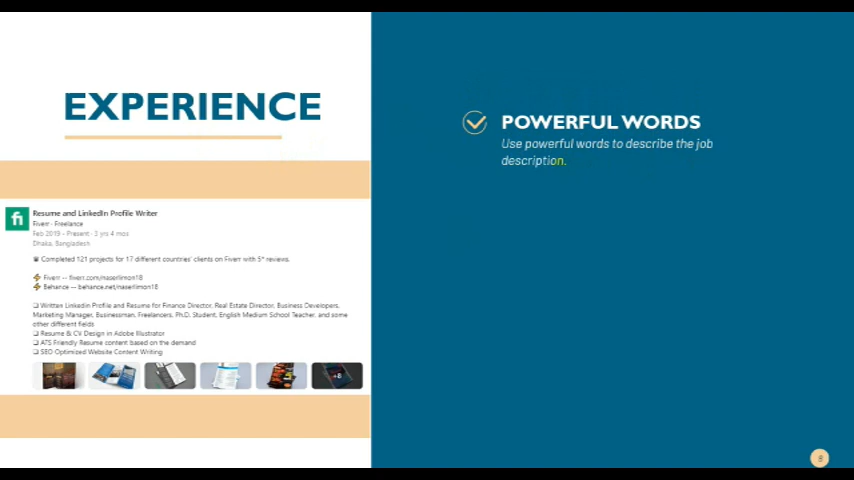 EXPERIENCE
Resume and LinkedIn Profile Writer
Fiverr · Freelance
Feb 2019 – Present · 3 yrs 4 mos
Dhaka, Bangladesh
Completed 121 projects for 17 different countries' clients on Fiverr with 5* reviews.
Fiverr -- fiverr.com/naserlimon18
Behance -- behance.net/naserlimon18
❑ Written LinkedIn Profile and Resume for Finance Director, Real Estate Director, Business Developers,
Marketing Manager, Businessman, Freelancers, Ph.D. Student, English Medium School Teacher, and some
other different fields
❑ Resume & CV Design in Adobe Illustrator
❑ ATS Friendly Resume content based on the demand
❑ SEO Optimized Website Content Writing
+8
POWERFUL WORDS
Use powerful words to describe the job
description.
8